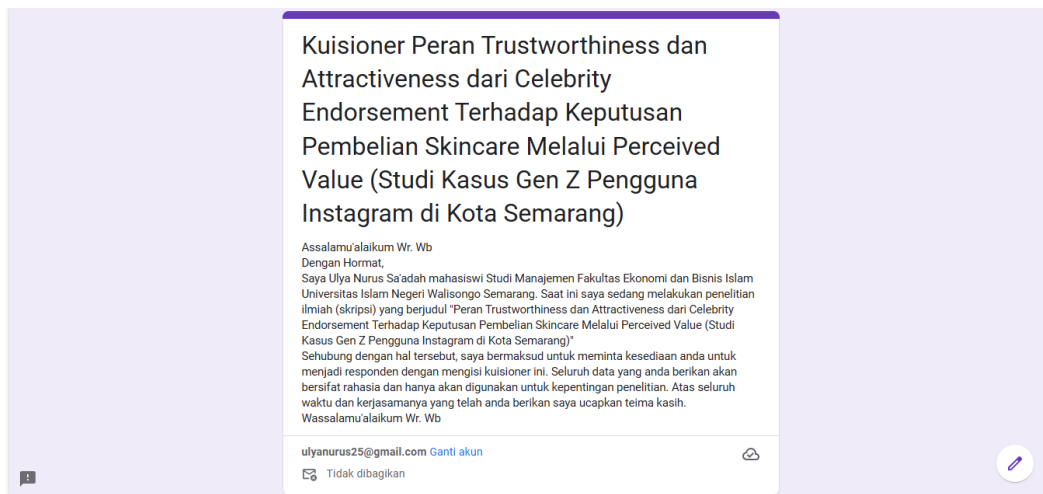 Kuisioner Peran Trustworthiness dan
Attractiveness dari Celebrity
Endorsement Terhadap Keputusan
Pembelian Skincare Melalui Perceived
Value (Studi Kasus Gen Z Pengguna
Instagram di Kota Semarang)
Assalamu'alaikum Wr. Wb
Dengan Hormat,
Saya Ulya Nurus Sa'adah mahasiswi Studi Manajemen Fakultas Ekonomi dan Bisnis Islam
Universitas Islam Negeri Walisongo Semarang. Saat ini saya sedang melakukan penelitian
ilmiah (skripsi) yang berjudul "Peran Trustworthiness dan Attractiveness dari Celebrity
Endorsement Terhadap Keputusan Pembelian Skincare Melalui Perceived Value (Studi
Kasus Gen Z Pengguna Instagram di Kota Semarang)"
Sehubung dengan hal tersebut, saya bermaksud untuk meminta kesediaan anda untuk
menjadi responden dengan mengisi kuisioner ini. Seluruh data yang anda berikan akan
bersifat rahasia dan hanya akan digunakan untuk kepentingan penelitian. Atas seluruh
waktu dan kerjasamanya yang telah anda berikan saya ucapkan teima kasih.
Wassalamu'alaikum Wr. Wb
ulyanurus25@gmail.com Ganti akun
Tidak dibagikan